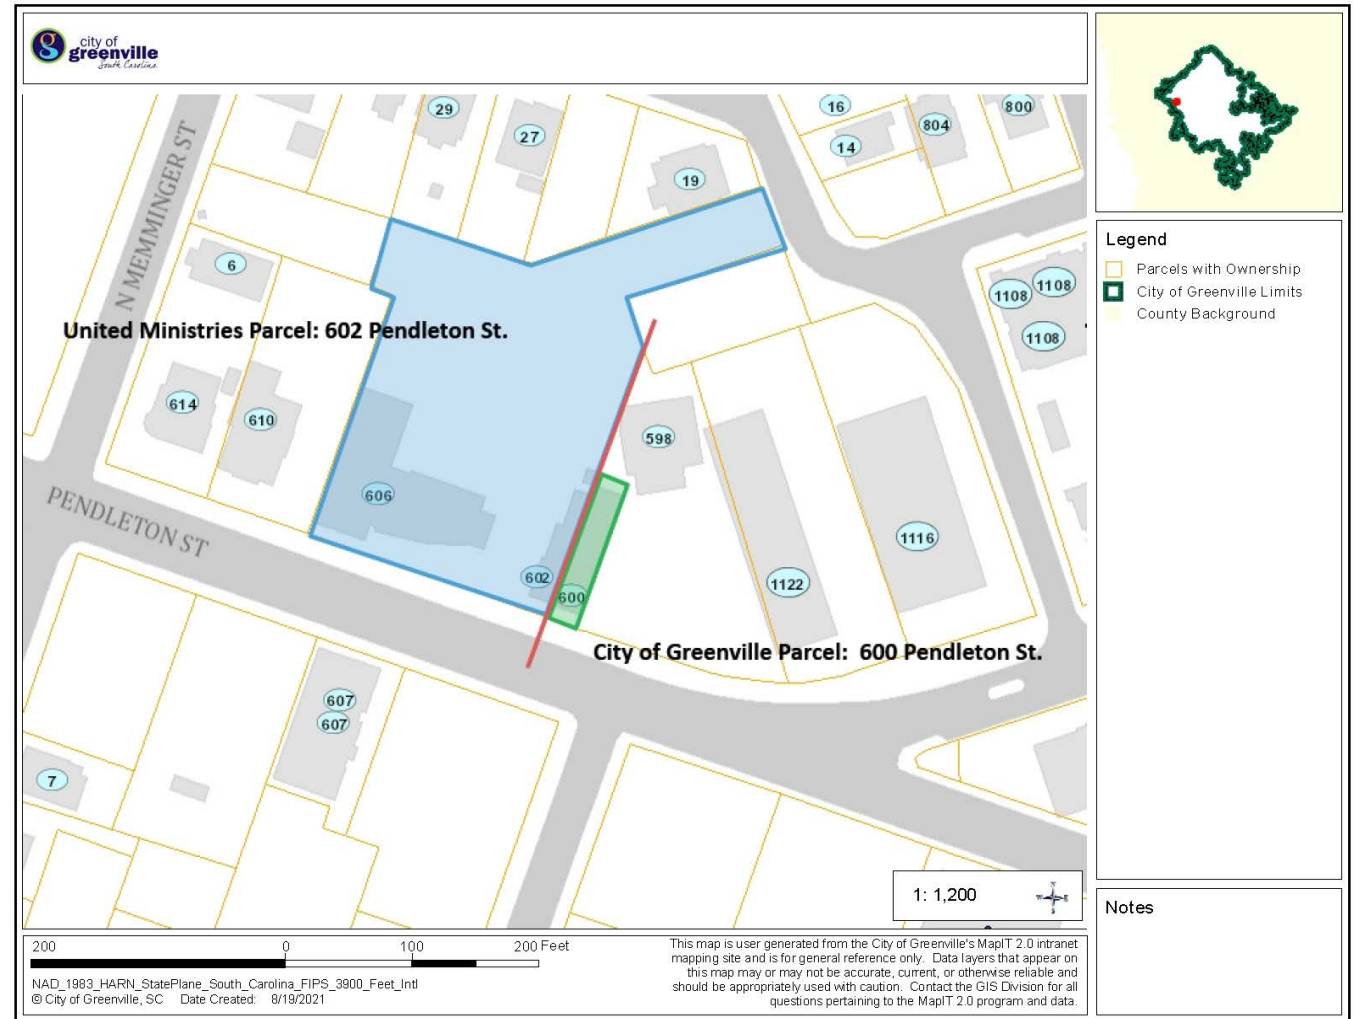 city of
greenville
South Carolina
N MEMMINGER ST
29
27
19
16
14
804
800
6
United Ministries Parcel: 602 Pendleton St.
614
610
598
606
602
600
1108
1108
1108
1116
1122
PENDLETON ST
City of Greenville Parcel:  600 Pendleton St.
607
607
7
1: 1,200
Legend
Parcels with Ownership
City of Greenville Limits
County Background
Notes
200 0 100 200 Feet
NAD_1983_HARN_StatePlane_South_Carolina_FIPS_3900_Feet_Intl
© City of Greenville, SC Date Created: 8/19/2021
This map is user generated from the City of Greenville's MapIT 2.0 intranet
mapping site and is for general reference only. Data layers that appear on
this map may or may not be accurate, current, or otherwise reliable and
should be appropriately used with caution. Contact the GIS Division for all
questions pertaining to the MapIT 2.0 program and data.